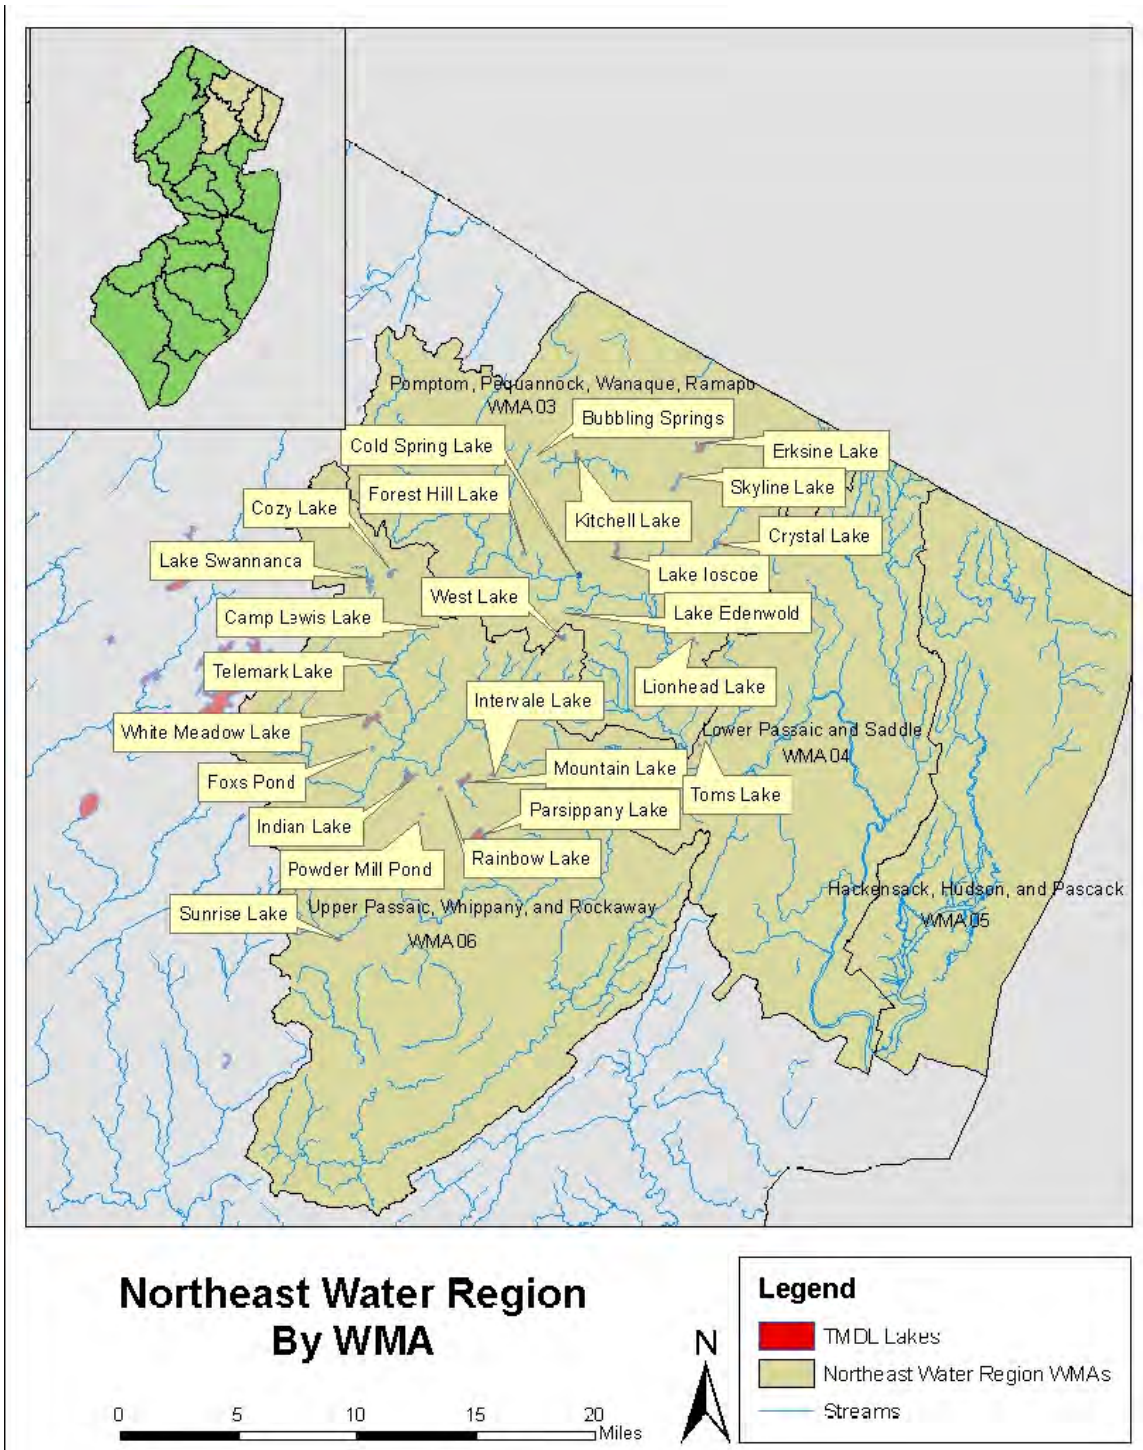 Pomptom, Pequannock, Wanaque, Ramapo
WMA 03
Bubbling Springs
Cold Spring Lake
Erksine Lake
Forest Hill Lake
Skyline Lake
Cozy Lake
Kitchell Lake
Crystal Lake
Lake Swannanca
Lake Ioscoe
West Lake
Lake Edenwold
Camp Lewis Lake
Telemark Lake
Lionhead Lake
Intervale Lake
White Meadow Lake
Lower Passaic and Saddle
WMA 04
Mountain Lake
Foxs Pond
Toms Lake
Parsippany Lake
Indian Lake
Rainbow Lake
Powder Mill Pond
Hackensack, Hudson, and Pascack
WMA 05
Sunrise Lake
Upper Passaic, Whippany, and Rockaway
WMA 06
Northeast Water Region
By WMA
0 5 10 15 20
Miles
N
Legend
TMDL Lakes
Northeast Water Region WMAs
Streams